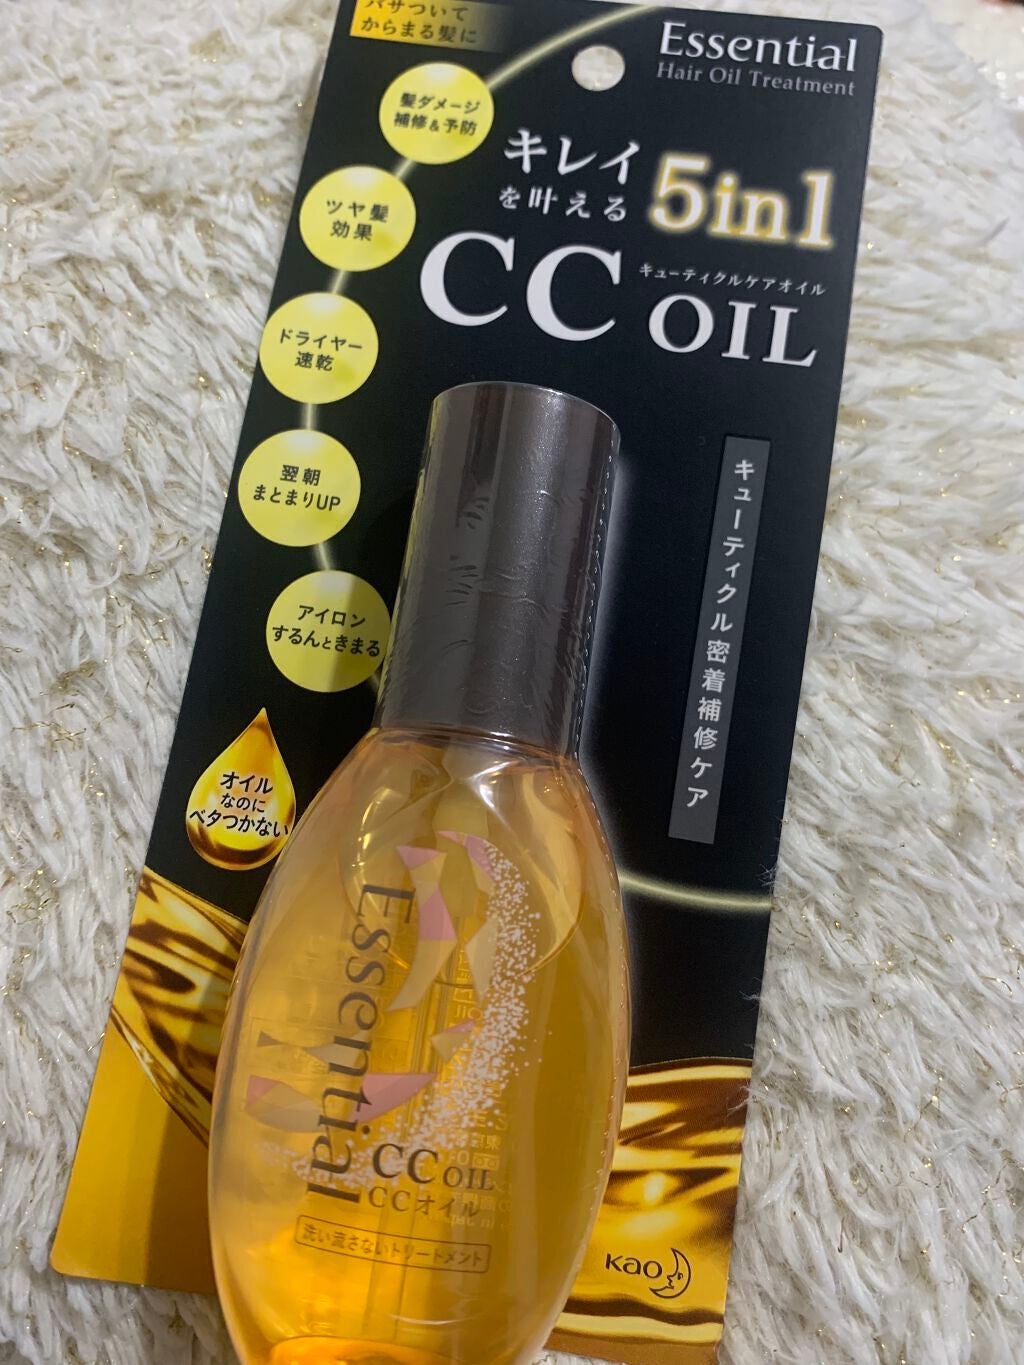 パサついて
からまる髪に
Essential
Hair Oil Treatment
髪ダメージ
補修&予防
キレイ
を叶える
5in1
ツヤ髪
効果
CC OIL
キューティクルケアオイル
ドライヤー
速乾
翌朝
まとまりUP
アイロン
するんときまる
キューティクル密着補修ケア
オイル
なのに
ベタつかない
Essential
CC OIL
CCオイル
洗い流さないトリートメント
Kao